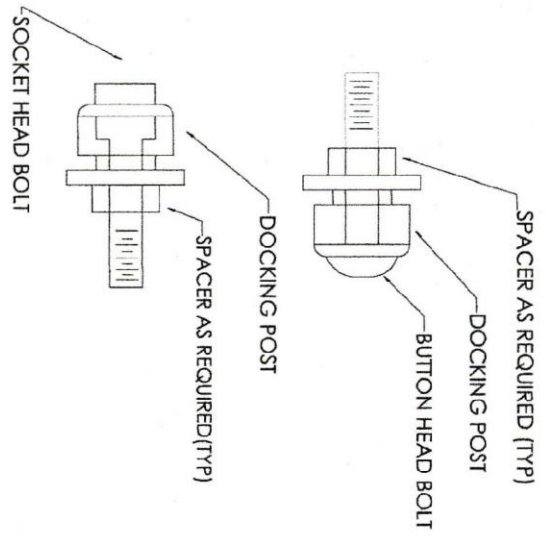 SPACER AS REQUIRED (TYP)
DOCKING POST
BUTTON HEAD BOLT
DOCKING POST
SPACER AS REQUIRED(TYP)
SOCKET HEAD BOLT